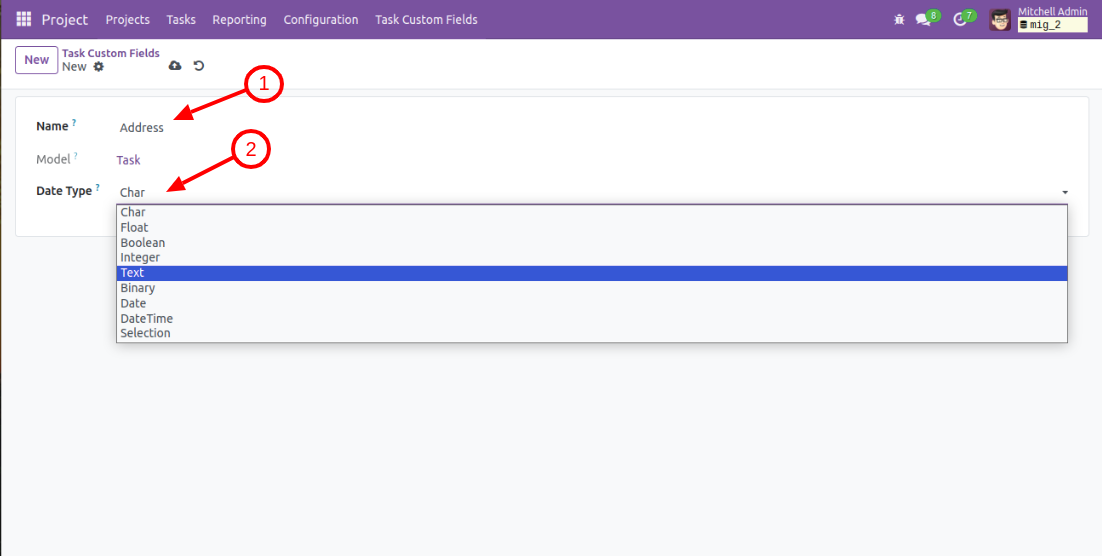 Project Projects Tasks Reporting Configuration Task Custom Fields 8 7 Mitchell Admin
mig_2
New Task Custom Fields
New
1
Name ? Address
2
Model ? Task
Date Type ? Char
Char
Float
Boolean
Integer
Text
Binary
Date
DateTime
Selection